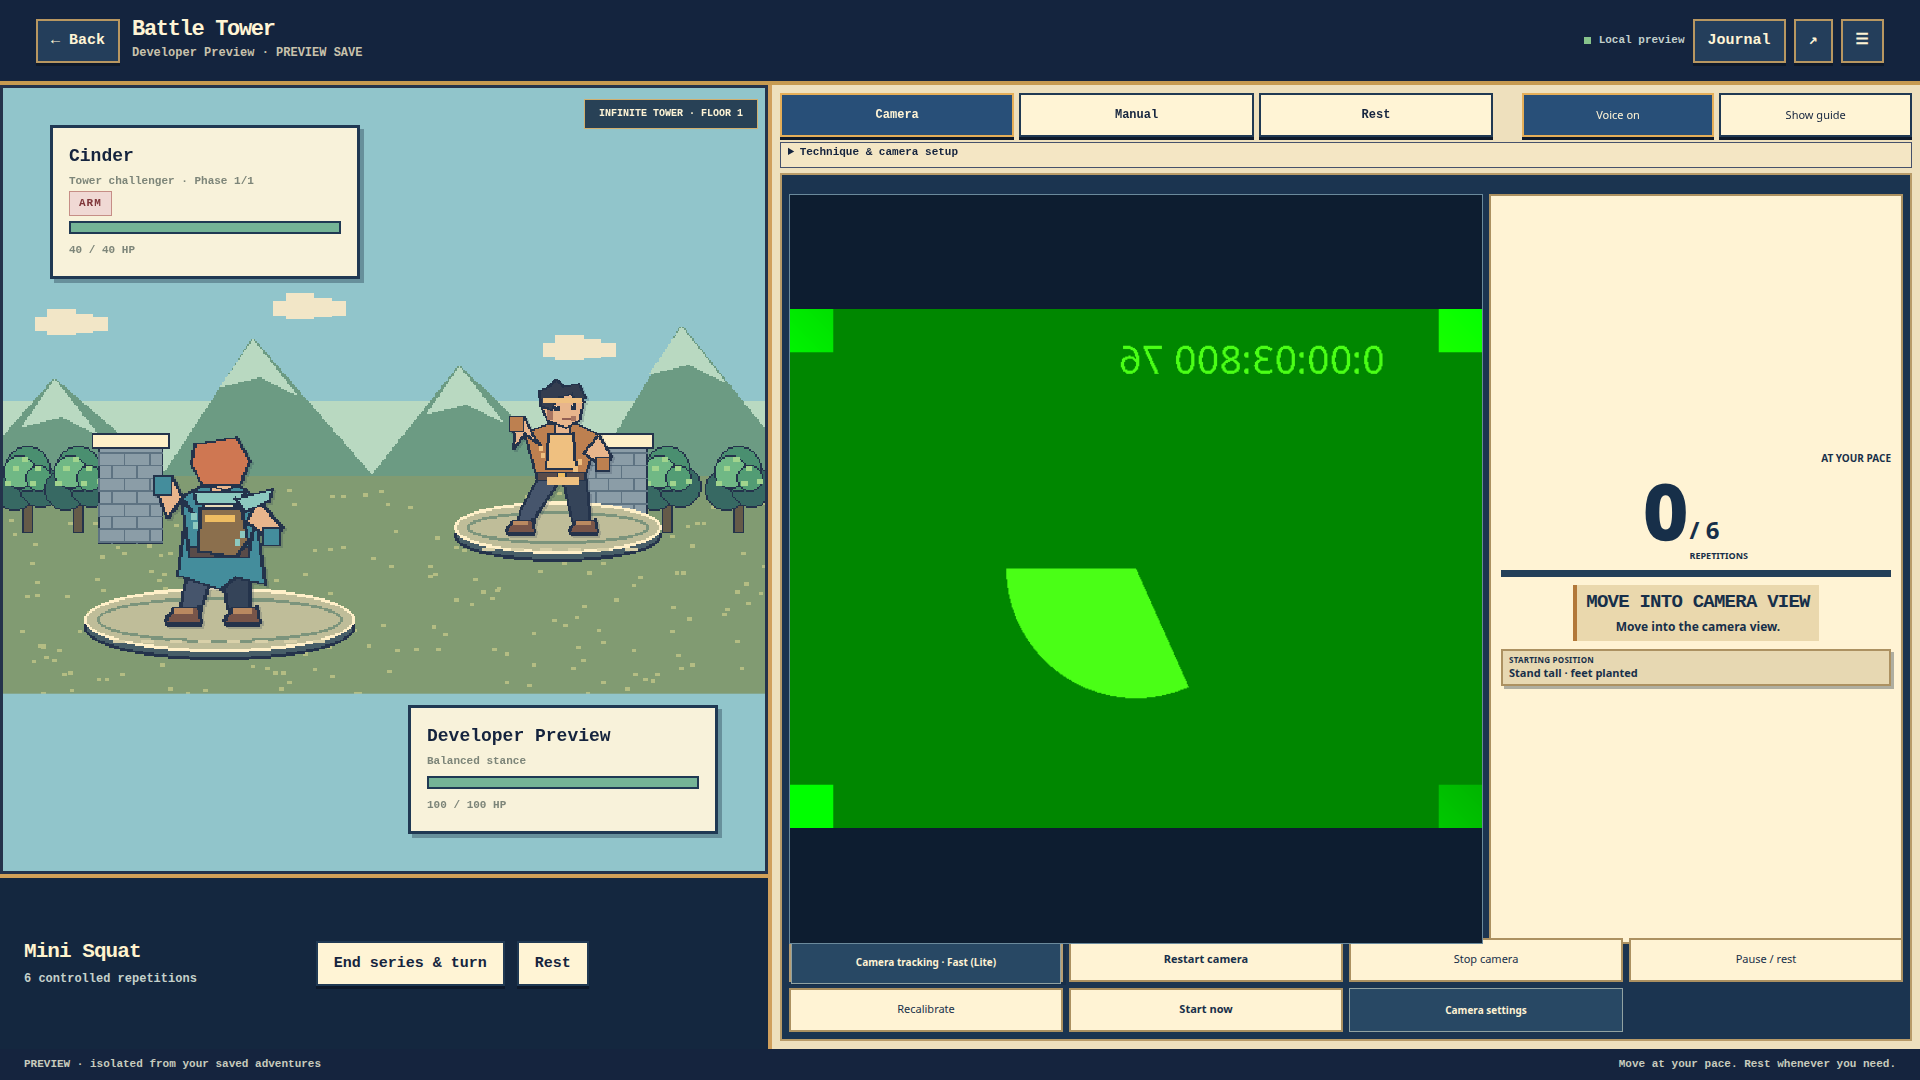 ← Back
Battle Tower
Developer Preview · PREVIEW SAVE
Local preview
Journal
↗
☰
INFINITE TOWER · FLOOR 1
Cinder
Tower challenger · Phase 1/1
ARM
40 / 40 HP
Developer Preview
Balanced stance
100 / 100 HP
Mini Squat
6 controlled repetitions
End series & turn
Rest
Camera
Manual
Rest
Voice on
Show guide
▶ Technique & camera setup
0:00:03:800 76
AT YOUR PACE
0 / 6
REPETITIONS
MOVE INTO CAMERA VIEW
Move into the camera view.
STARTING POSITION
Stand tall · feet planted
Camera tracking · Fast (Lite)
Restart camera
Stop camera
Pause / rest
Recalibrate
Start now
Camera settings
PREVIEW · isolated from your saved adventures
Move at your pace. Rest whenever you need.